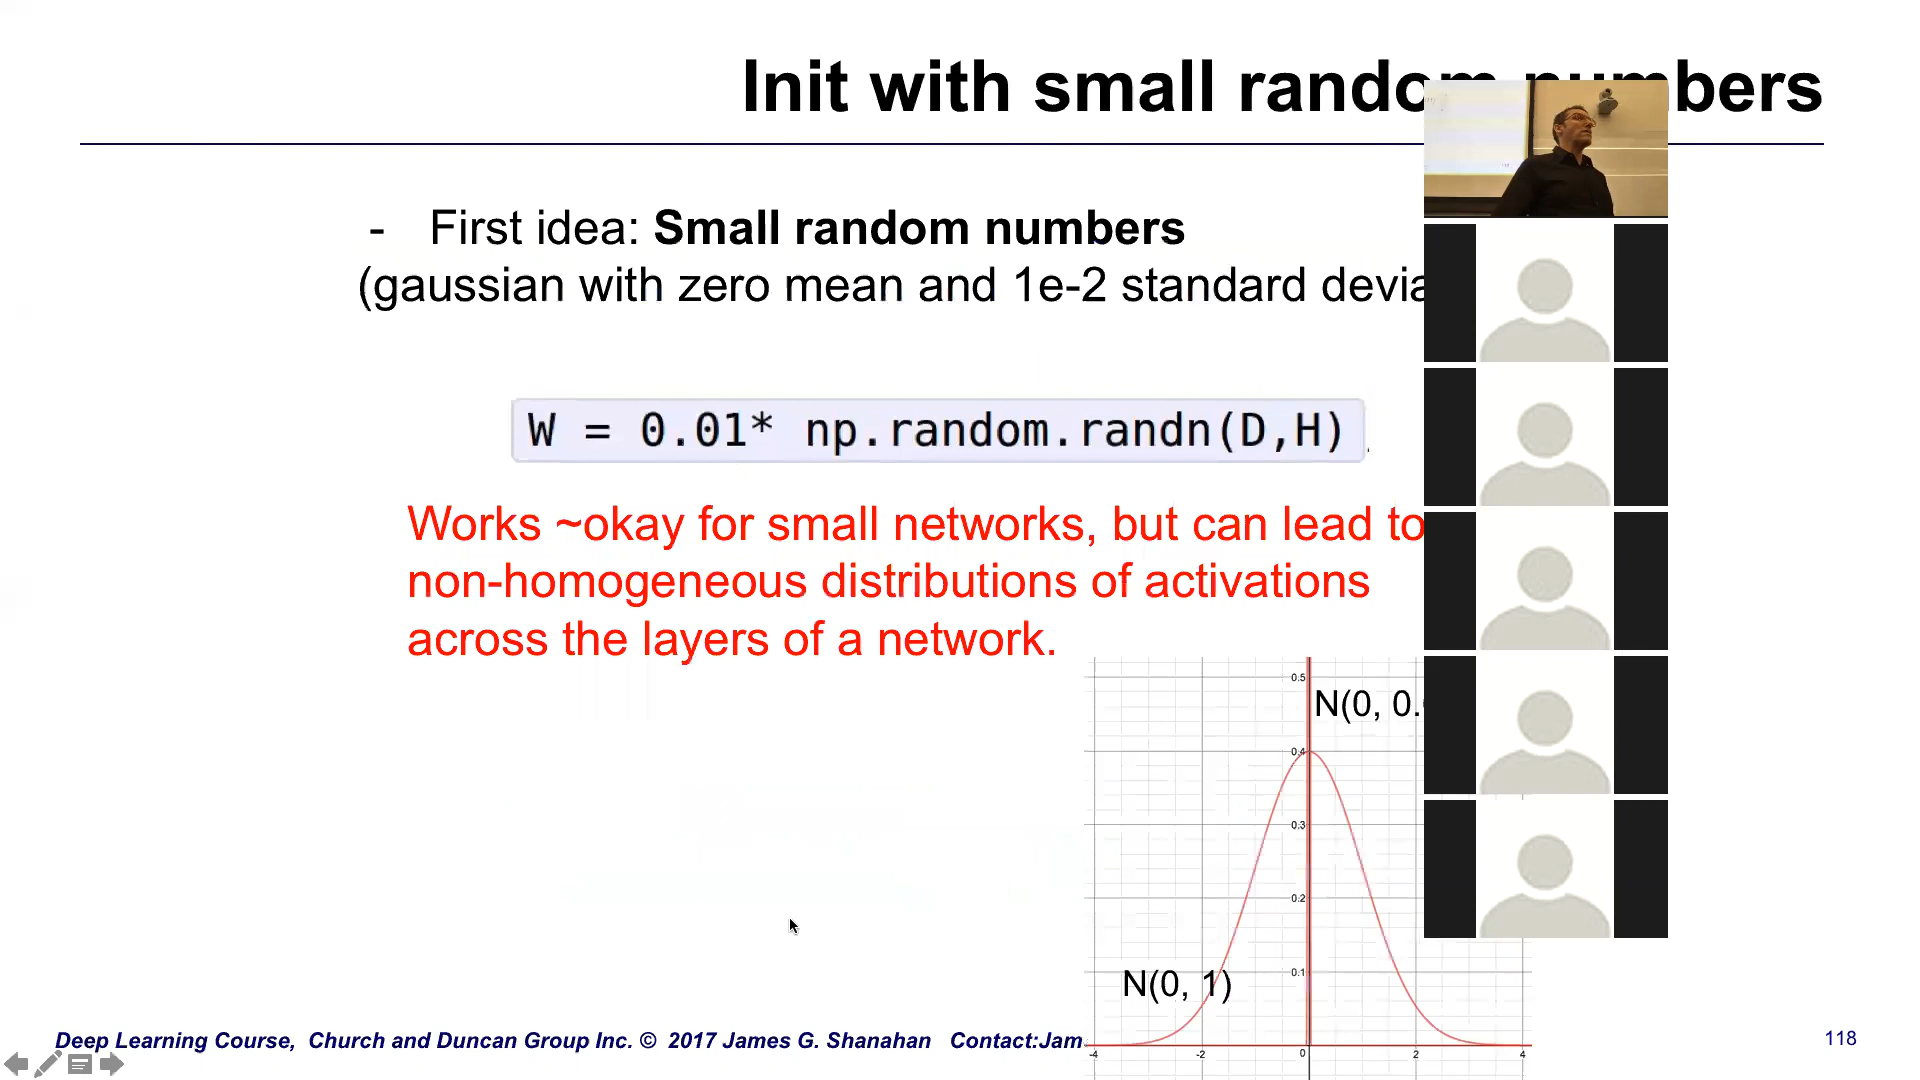 Init with small random numbers
- First idea: Small random numbers
(gaussian with zero mean and 1e-2 standard
W = 0.01* np.random.randn(D,H)
Works ~okay for small networks, but can lead to
non-homogeneous distributions of activations
across the layers of a network.
0.5
N(0, 0.
0.4
0.3
0.2
0.1
N(0, 1)
-4 -2 0 2 4
Deep Learning Course, Church and Duncan Group Inc. © 2017 James G. Shanahan Contact:Jam
118